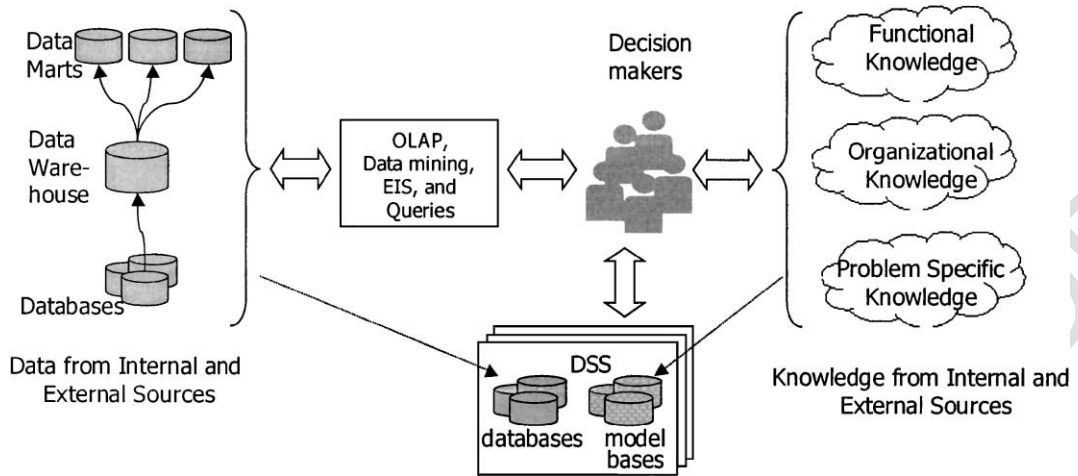 Data
Marts
Data
Ware-
house
Databases
Data from Internal and
External Sources
OLAP,
Data mining,
EIS, and
Queries
Decision
makers
DSS
databases
model
bases
Functional
Knowledge
Organizational
Knowledge
Problem Specific
Knowledge
Knowledge from Internal and
External Sources